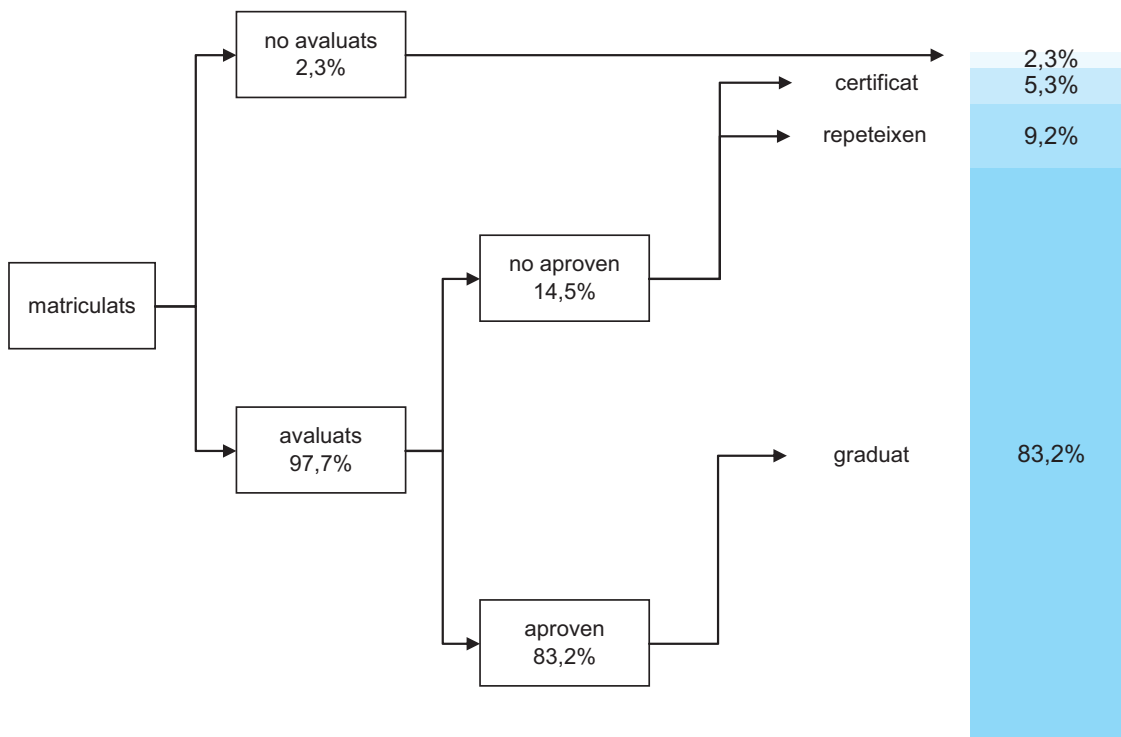 no avaluats
2,3%
2,3%
certificat
5,3%
repeteixen
9,2%
no aproven
14,5%
matriculats
avaluats
97,7%
graduat
83,2%
aproven
83,2%